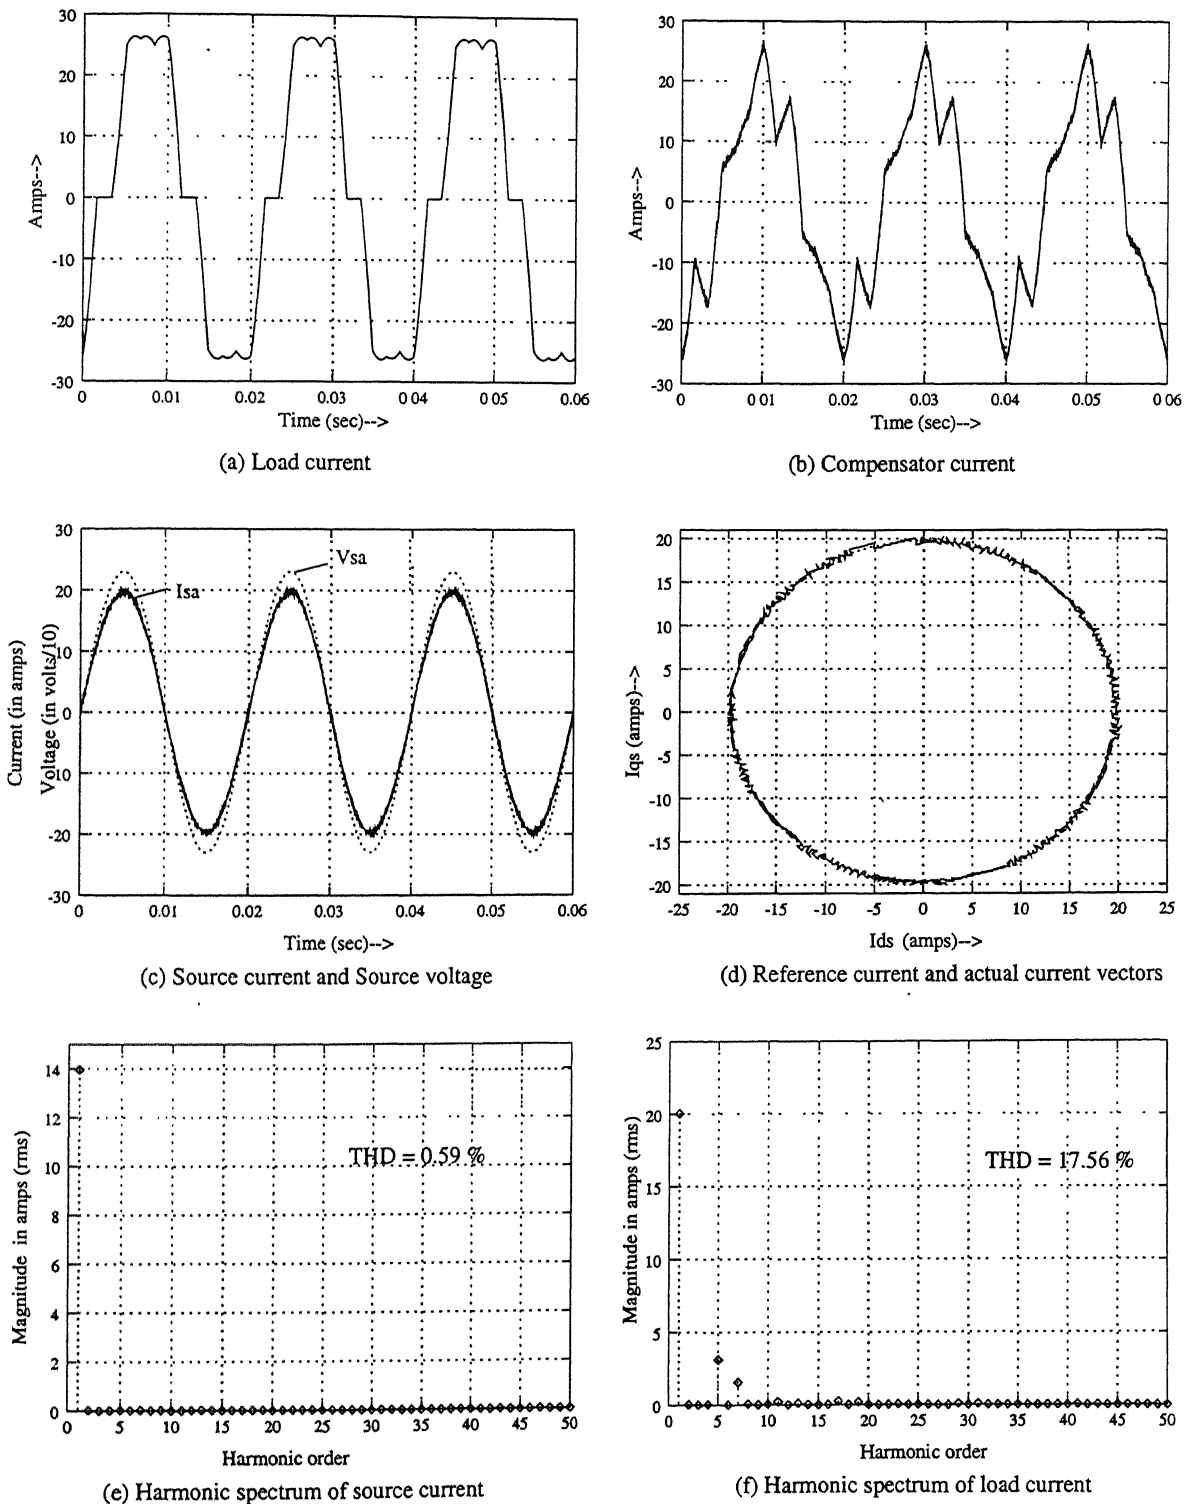 30
20
10
0
-10
-20
-30
Amps-->
0 0.01 0.02 0.03 0 04 0.05 0.06
Time (sec)-->
(a) Load current
30
20
10
0
-10
-20
-30
Amps-->
0 0 01 0.02 0.03 0.04 0.05 0 06
Time (sec)-->
(b) Compensator current
30
20
10
0
-10
-20
-30
Current (in amps)
Voltage (in volts/10)
Vsa
Isa
0 0.01 0.02 0.03 0.04 0.05 0.06
Time (sec)-->
(c) Source current and Source voltage
20
15
10
5
0
-5
-10
-15
-20
Iqs (amps)-->
-25 -20 -15 -10 -5 0 5 10 15 20 25
Ids (amps)-->
(d) Reference current and actual current vectors
14
12
10
8
6
4
2
0
Magnitude in amps (rms)
THD = 0.59 %
0 5 10 15 20 25 30 35 40 45 50
Harmonic order
(e) Harmonic spectrum of source current
25
20
15
10
5
0
Magnitude in amps (rms)
THD = 17.56 %
0 5 10 15 20 25 30 35 40 45 50
Harmonic order
(f) Harmonic spectrum of load current